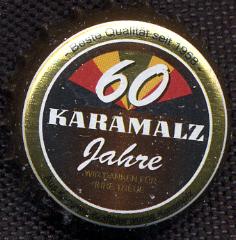 Beste Qualität seit 1958
60
KARAMALZ
Jahre
WIR DANKEN FÜR
IHRE TREUE